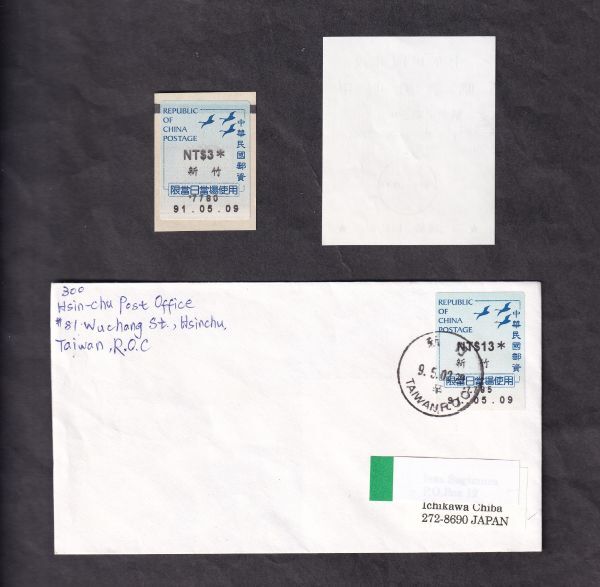 REPUBLIC
OF
CHINA
POSTAGE
中華民國郵資
NT$3*
新竹
限當日當場使用
7780
91.05.09
300
Hsin-chu Post Office
#81 Wuchang St., Hsinchu,
Taiwan, R.O.C
REPUBLIC
OF
CHINA
POSTAGE
中華民國郵資
NT$13*
新竹
限當日當場使用
91.05.09
TAIWAN, R.O.C.
Ichikawa Chiba
272-8690 JAPAN